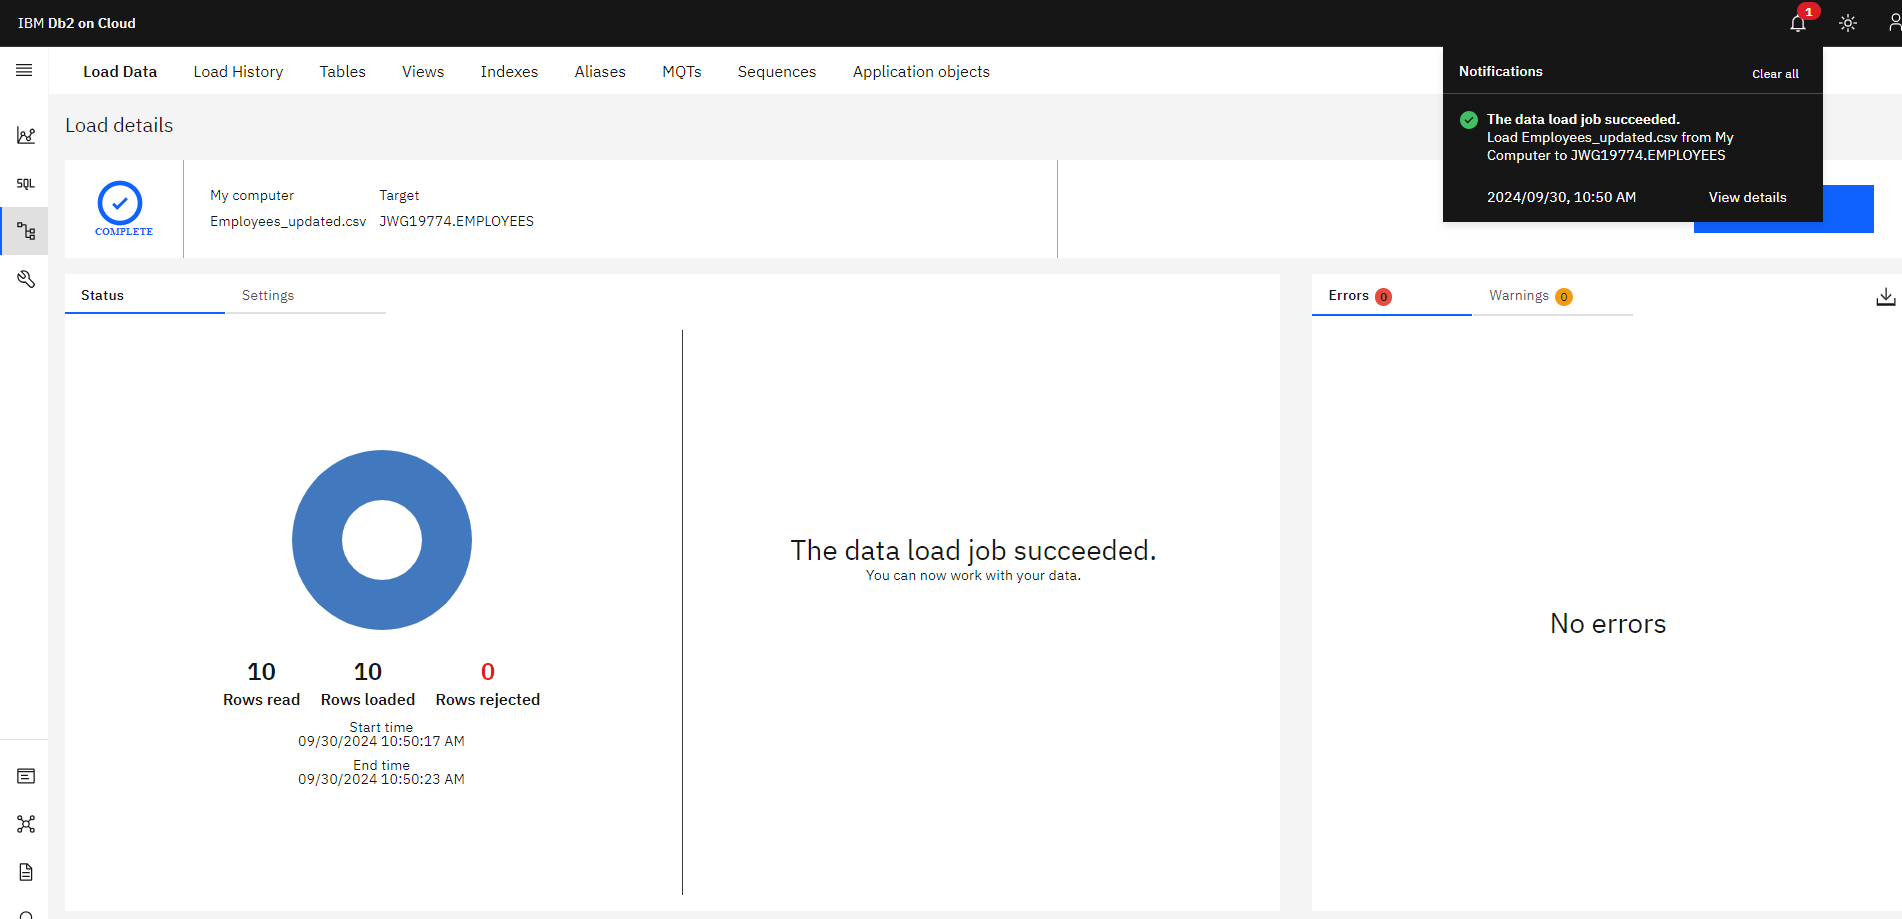 IBM Db2 on Cloud
1
Load Data Load History Tables Views Indexes Aliases MQTs Sequences Application objects
Notifications Clear all
The data load job succeeded.
Load Employees_updated.csv from My
Computer to JWG19774.EMPLOYEES
2024/09/30, 10:50 AM View details
SQL
Load details
COMPLETE
My computer Target
Employees_updated.csv JWG19774.EMPLOYEES
Status Settings
Errors 0 Warnings 0
10 10 0
Rows read Rows loaded Rows rejected
Start time
09/30/2024 10:50:17 AM
End time
09/30/2024 10:50:23 AM
The data load job succeeded.
You can now work with your data.
No errors